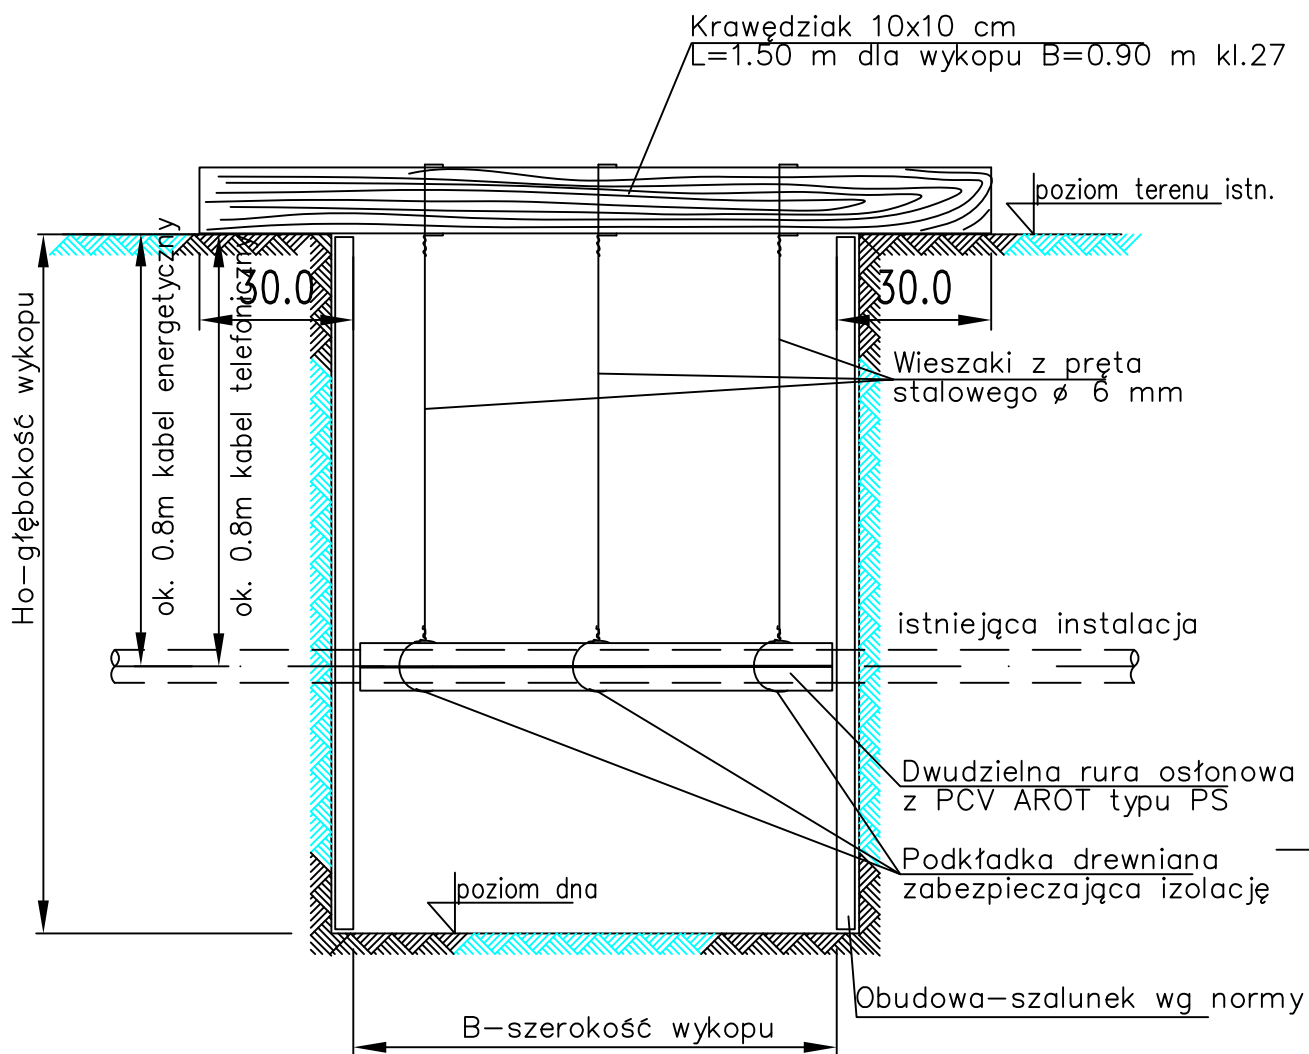 Krawędziak 10x10 cm
L=1.50 m dla wykopu B=0.90 m kl.27
poziom terenu istn.
30.0
30.0
Ho-głębokość wykopu
ok. 0.8m kabel energetyczny
ok. 0.8m kabel telefoniczny
Wieszaki z pręta
stalowego ø 6 mm
istniejąca instalacja
Dwudzielna rura osłonowa
z PCV AROT typu PS
Podkładka drewniana
zabezpieczająca izolację
poziom dna
Obudowa-szalunek wg normy
B-szerokość wykopu